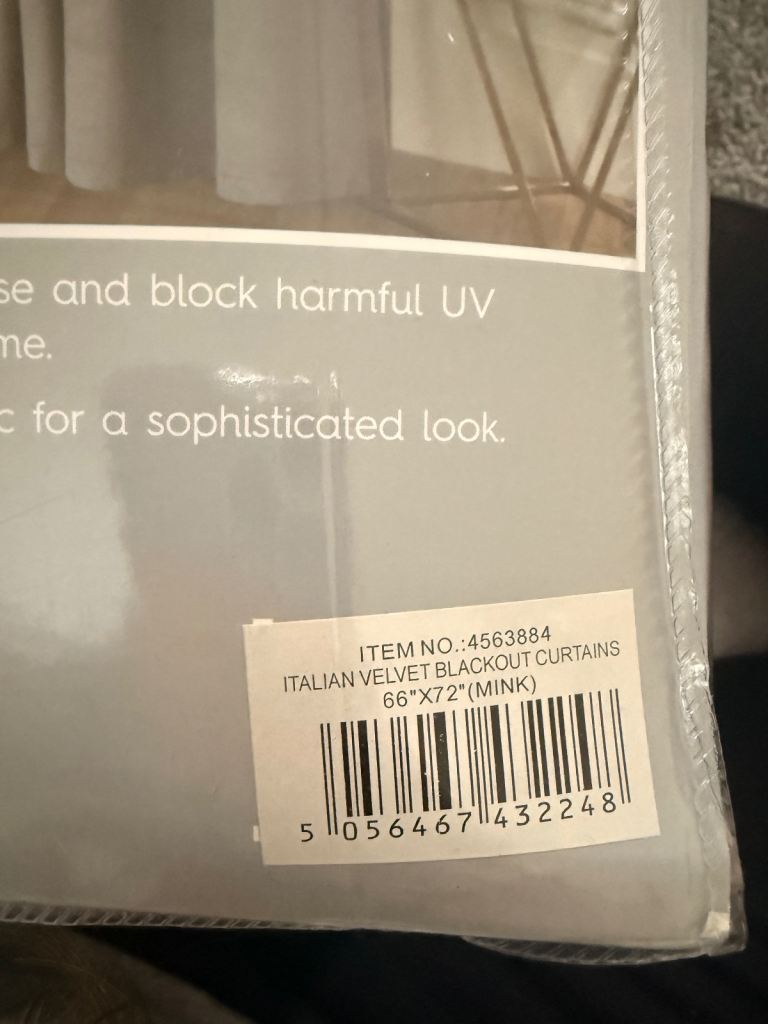 se and block harmful UV
me.
c for a sophisticated look.
ITEM NO.:4563884
ITALIAN VELVET BLACKOUT CURTAINS
66"X72"(MINK)
5 056467 432248